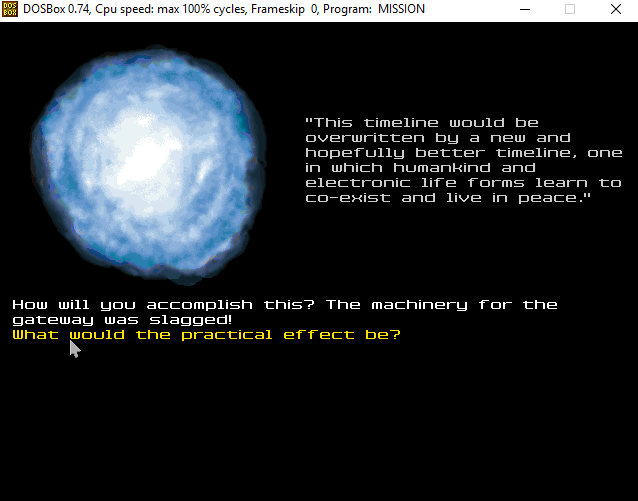 DOS
BOX
DOSBox 0.74, Cpu speed: max 100% cycles, Frameskip 0, Program: MISSION
"This timeline would be
overwritten by a new and
hopefully better timeline, one
in which humankind and
electronic life forms learn to
co-exist and live in peace."
How will you accomplish this? The machinery for the
gateway was slagged!
What would the practical effect be?